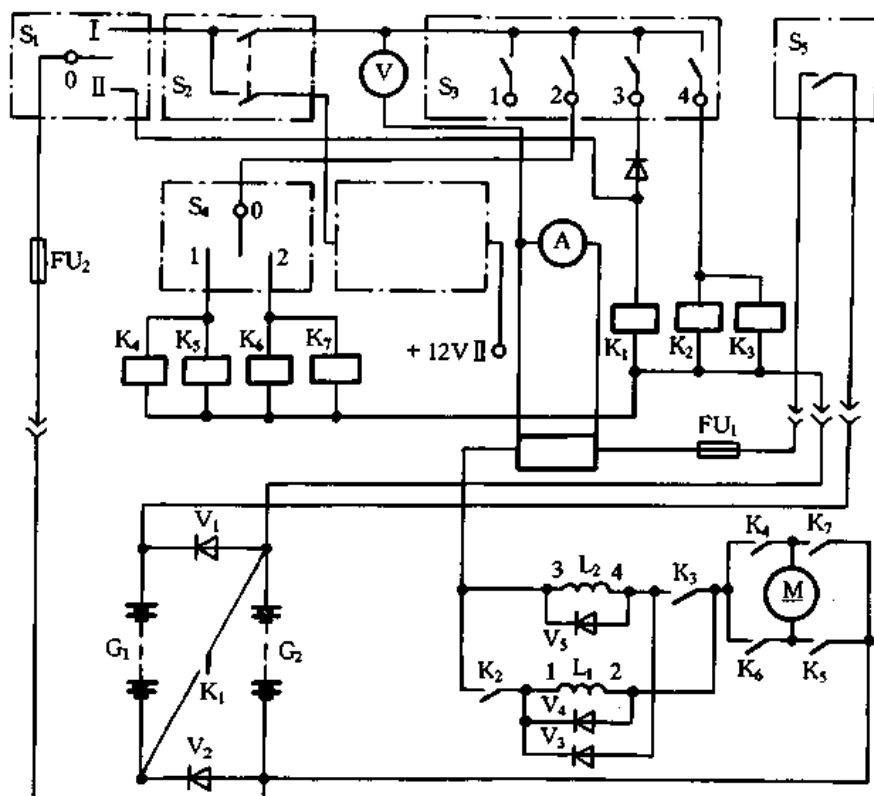 S₁ I 0 II
S₂
V
S₃ 1 2 3 4
S₅
S₄ 0 1 2
FU₂
A
K₄ K₅ K₆ K₇
+ 12V II
K₁ K₂ K₃
FU₁
V₁
G₁ G₂
K₁
V₂
3 L₂ 4
V₅
K₃
K₄ K₇
M
K₆ K₅
K₂
1 L₁ 2
V₄
V₃